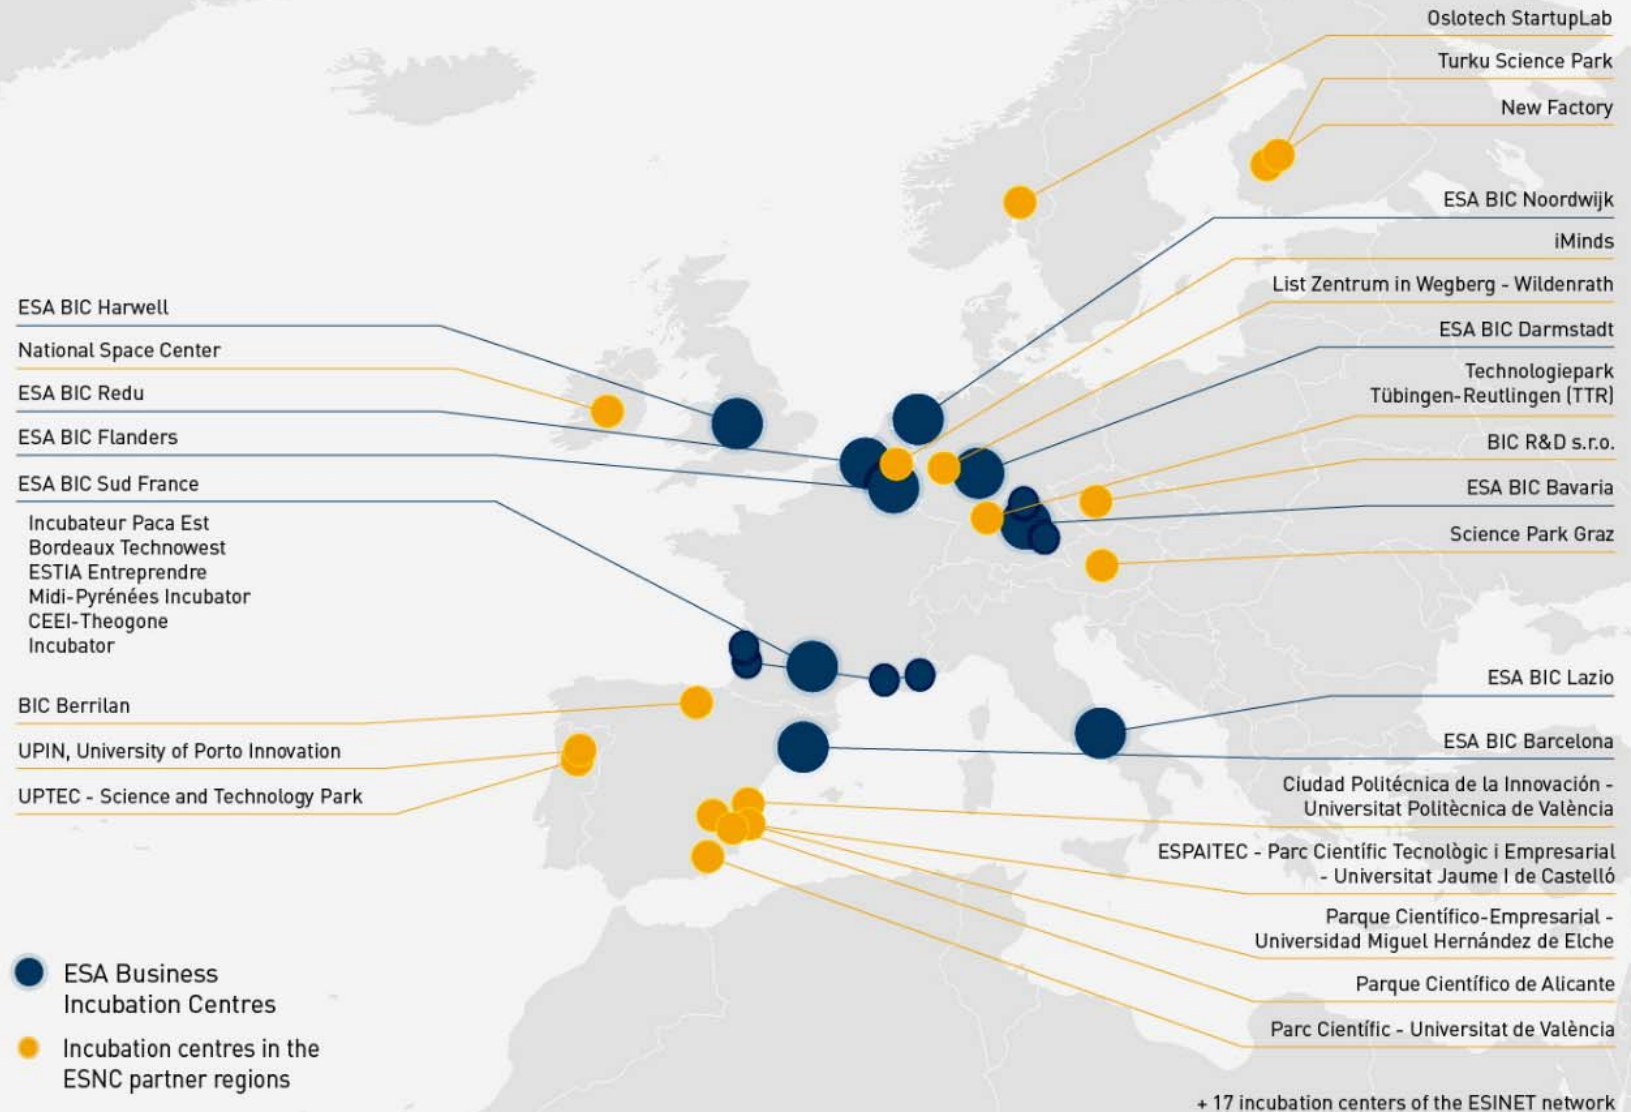 Oslotech StartupLab
Turku Science Park
New Factory
ESA BIC Noordwijk
iMinds
List Zentrum in Wegberg - Wildenrath
ESA BIC Darmstadt
Technologiepark
Tübingen-Reutlingen (TTR)
BIC R&D s.r.o.
ESA BIC Bavaria
Science Park Graz
ESA BIC Lazio
ESA BIC Barcelona
Ciudad Politécnica de la Innovación -
Universitat Politècnica de València
ESPAITEC - Parc Científic Tecnològic i Empresarial
- Universitat Jaume I de Castelló
Parque Científico-Empresarial -
Universidad Miguel Hernández de Elche
Parque Científico de Alicante
Parc Científic - Universitat de València
+ 17 incubation centers of the ESINET network
ESA BIC Harwell
National Space Center
ESA BIC Redu
ESA BIC Flanders
ESA BIC Sud France
Incubateur Paca Est
Bordeaux Technowest
ESTIA Entreprendre
Midi-Pyrénées Incubator
CEEI-Theogone
Incubator
BIC Berrilan
UPIN, University of Porto Innovation
UPTEC - Science and Technology Park
ESA Business
Incubation Centres
Incubation centres in the
ESNC partner regions